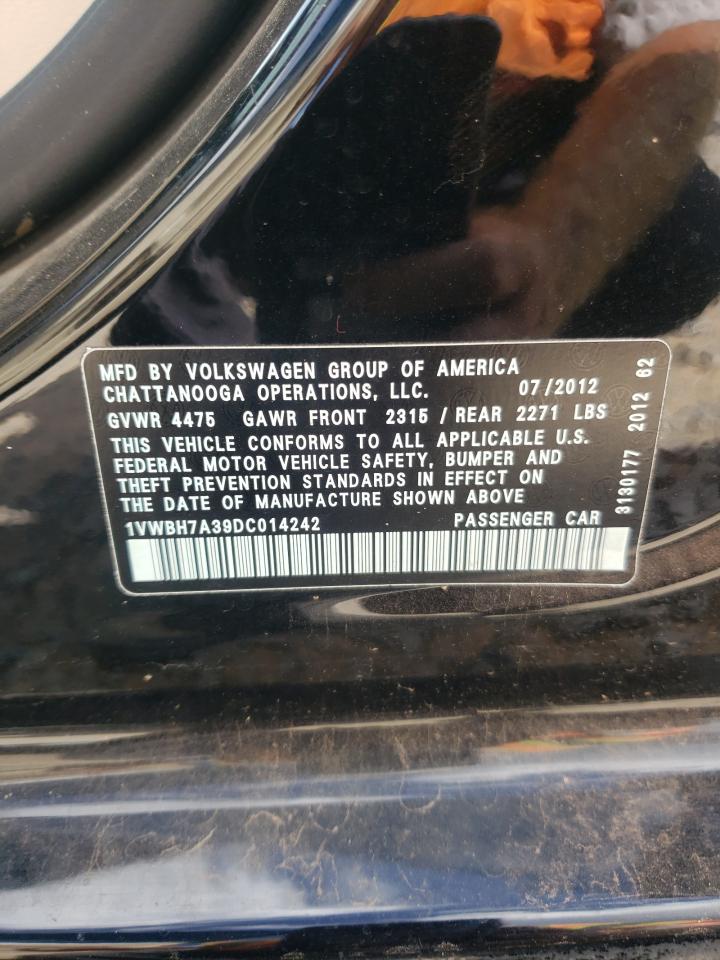 MFD BY VOLKSWAGEN GROUP OF AMERICA
CHATTANOOGA OPERATIONS, LLC. 07/2012
GVWR 4475 GAWR FRONT 2315 / REAR 2271 LBS
THIS VEHICLE CONFORMS TO ALL APPLICABLE U.S.
FEDERAL MOTOR VEHICLE SAFETY, BUMPER AND
THEFT PREVENTION STANDARDS IN EFFECT ON
THE DATE OF MANUFACTURE SHOWN ABOVE
1VWBH7A39DC014242 PASSENGER CAR
3130177 2012 62